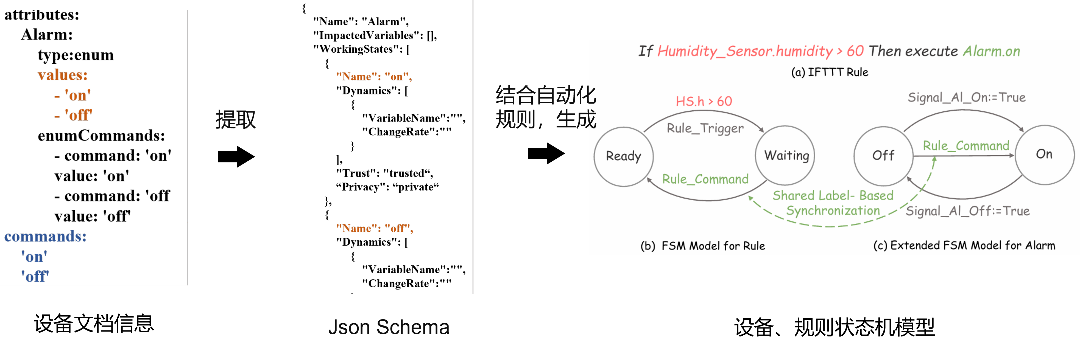 attributes:
Alarm:
type:enum
values:
- 'on'
- 'off'
enumCommands:
- command: 'on'
value: 'on'
- command: 'off
value: 'off'
commands:
'on'
'off'
设备文档信息
提取
{
"Name": "Alarm",
"ImpactedVariables": [],
"WorkingStates": [
{
"Name": "on",
"Dynamics": [
{
"VariableName":"",
"ChangeRate":""
}
],
"Trust": "trusted“,
“Privacy": “private“
},
{
"Name": "off",
"Dynamics": [
{
"VariableName":"",
"ChangeRate":""
Json Schema
结合自动化
规则，生成
If Humidity_Sensor.humidity > 60 Then execute Alarm.on
(a) IFTTT Rule
HS.h > 60
Rule_Trigger
Ready
Waiting
Rule_Command
(b) FSM Model for Rule
Signal_Al_On:=True
Off
Rule_Command
On
Shared Label- Based
Synchronization
Signal_Al_Off:=True
(c) Extended FSM Model for Alarm
设备、规则状态机模型